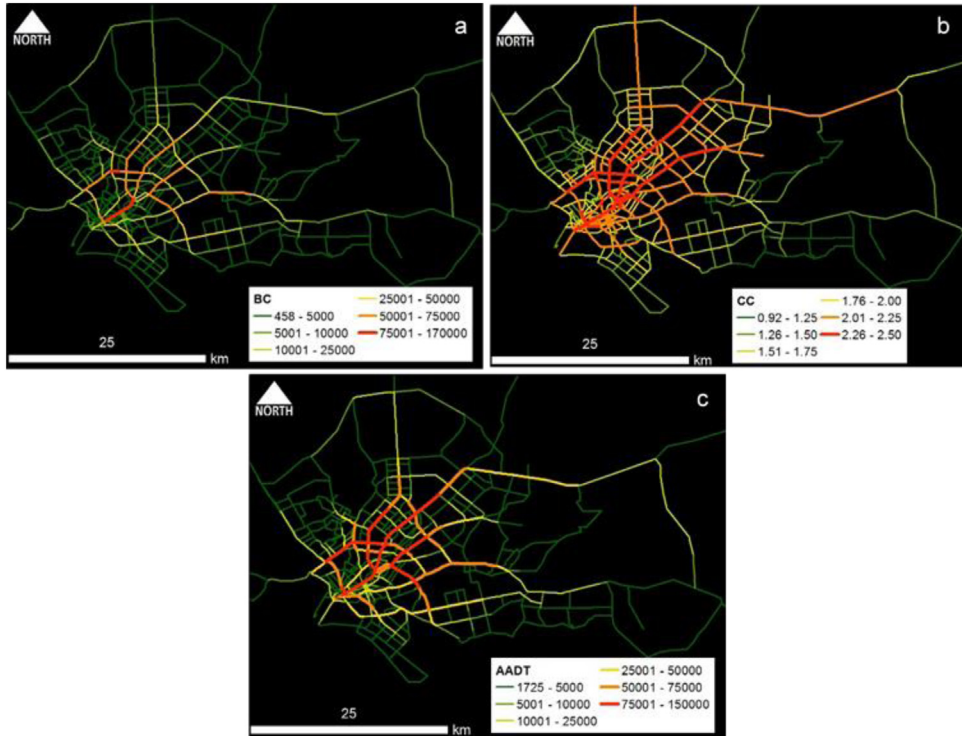 NORTH
a
BC
458 - 5000
5001 - 10000
10001 - 25000
25001 - 50000
50001 - 75000
75001 - 170000
25
km
NORTH
b
CC
0.92 - 1.25
1.26 - 1.50
1.51 - 1.75
1.76 - 2.00
2.01 - 2.25
2.26 - 2.50
25
km
NORTH
c
AADT
1725 - 5000
5001 - 10000
10001 - 25000
25001 - 50000
50001 - 75000
75001 - 150000
25
km